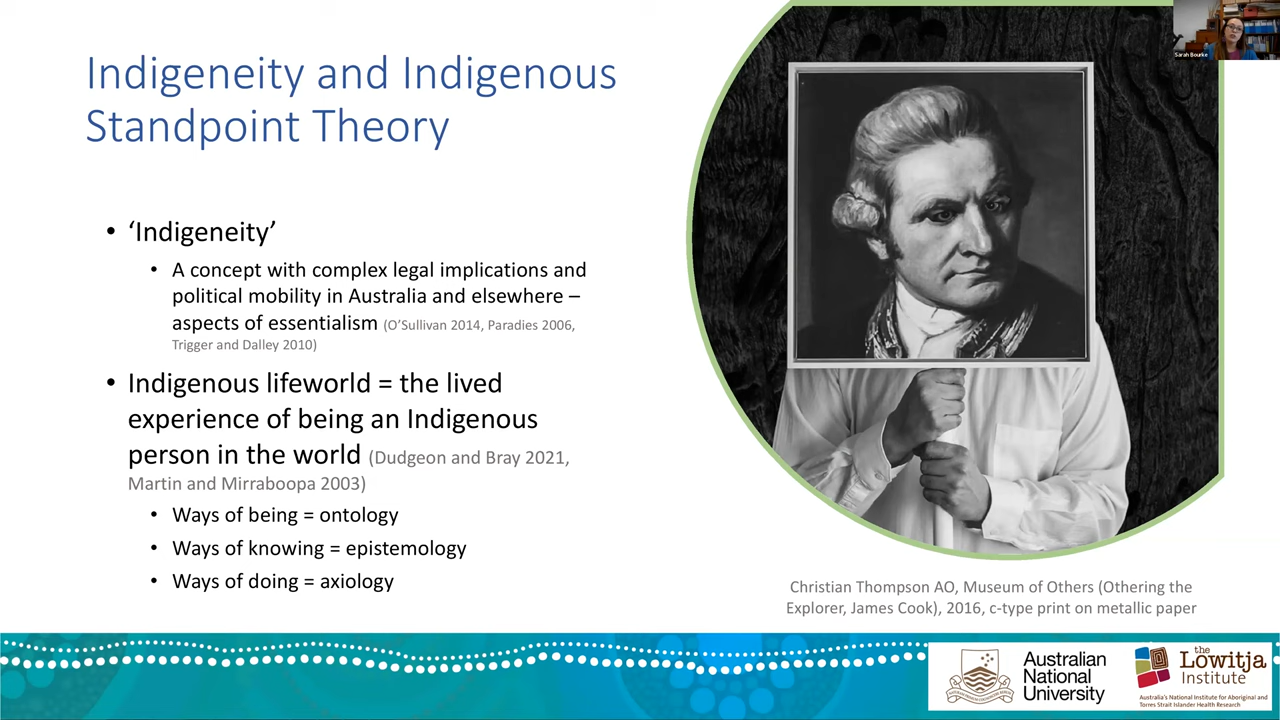 Indigeneity and Indigenous
Standpoint Theory
• ‘Indigeneity’
• A concept with complex legal implications and
political mobility in Australia and elsewhere –
aspects of essentialism (O’Sullivan 2014, Paradies 2006,
Trigger and Dalley 2010)
• Indigenous lifeworld = the lived
experience of being an Indigenous
person in the world (Dudgeon and Bray 2021,
Martin and Mirraboopa 2003)
• Ways of being = ontology
• Ways of knowing = epistemology
• Ways of doing = axiology
Sarah Bourke
Christian Thompson AO, Museum of Others (Othering the
Explorer, James Cook), 2016, c-type print on metallic paper
Australian
National
University
the
Lowitja
Institute
Australia's National Institute for Aboriginal and
Torres Strait Islander Health Research